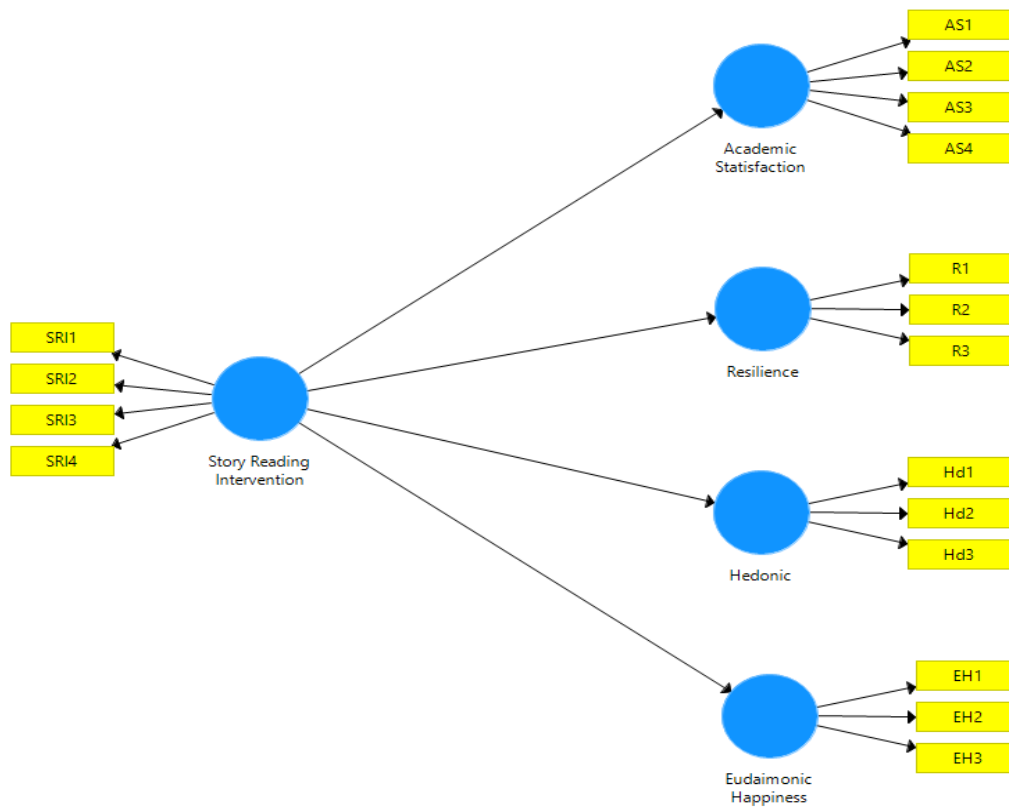 AS1
AS2
AS3
AS4
Academic
Statisfaction
R1
R2
R3
Resilience
SRI1
SRI2
SRI3
SRI4
Story Reading
Intervention
Hd1
Hd2
Hd3
Hedonic
EH1
EH2
EH3
Eudaimonic
Happiness